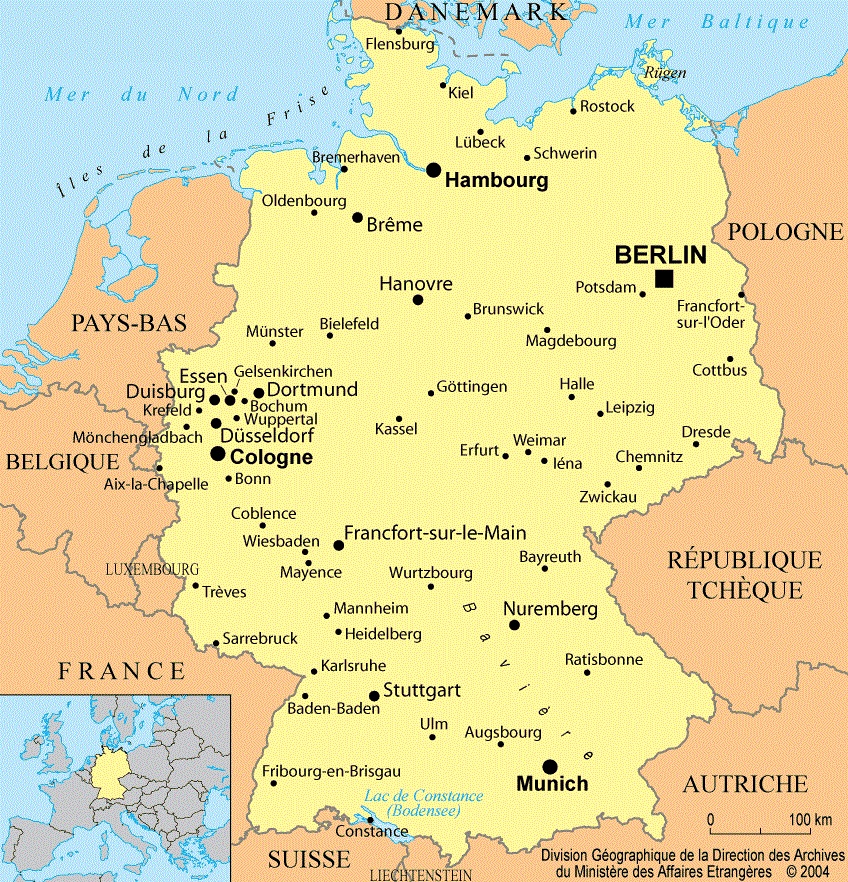 DANEMARK
Mer Baltique
Flensburg
Rügen
Mer du Nord
Kiel
Rostock
Îles de la Frise
Lübeck
Schwerin
Bremerhaven
Hambourg
Oldenbourg
Brême
POLOGNE
BERLIN
Hanovre
Potsdam
Francfort-
sur-l'Oder
Brunswick
PAYS-BAS
Münster
Bielefeld
Magdebourg
Cottbus
Gelsenkirchen
Essen
Duisburg
Dortmund
Göttingen
Halle
Krefeld
Bochum
Leipzig
Wuppertal
Kassel
Mönchengladbach
Düsseldorf
Dresde
Weimar
Erfurt
Iéna
Chemnitz
BELGIQUE
Cologne
Aix-la-Chapelle
Bonn
Zwickau
Coblence
Francfort-sur-le-Main
Wiesbaden
Bayreuth
LUXEMBOURG
Mayence
Wurtzbourg
RÉPUBLIQUE
TCHÈQUE
Trèves
Mannheim
Bavière
Nuremberg
Sarrebruck
Heidelberg
FRANCE
Karlsruhe
Ratisbonne
Stuttgart
Baden-Baden
Ulm
Augsbourg
Fribourg-en-Brisgau
Munich
AUTRICHE
Lac de Constance
(Bodensee)
Constance
0 100 km
SUISSE
LIECHTENSTEIN
Division Géographique de la Direction des Archives
du Ministère des Affaires Etrangères © 2004